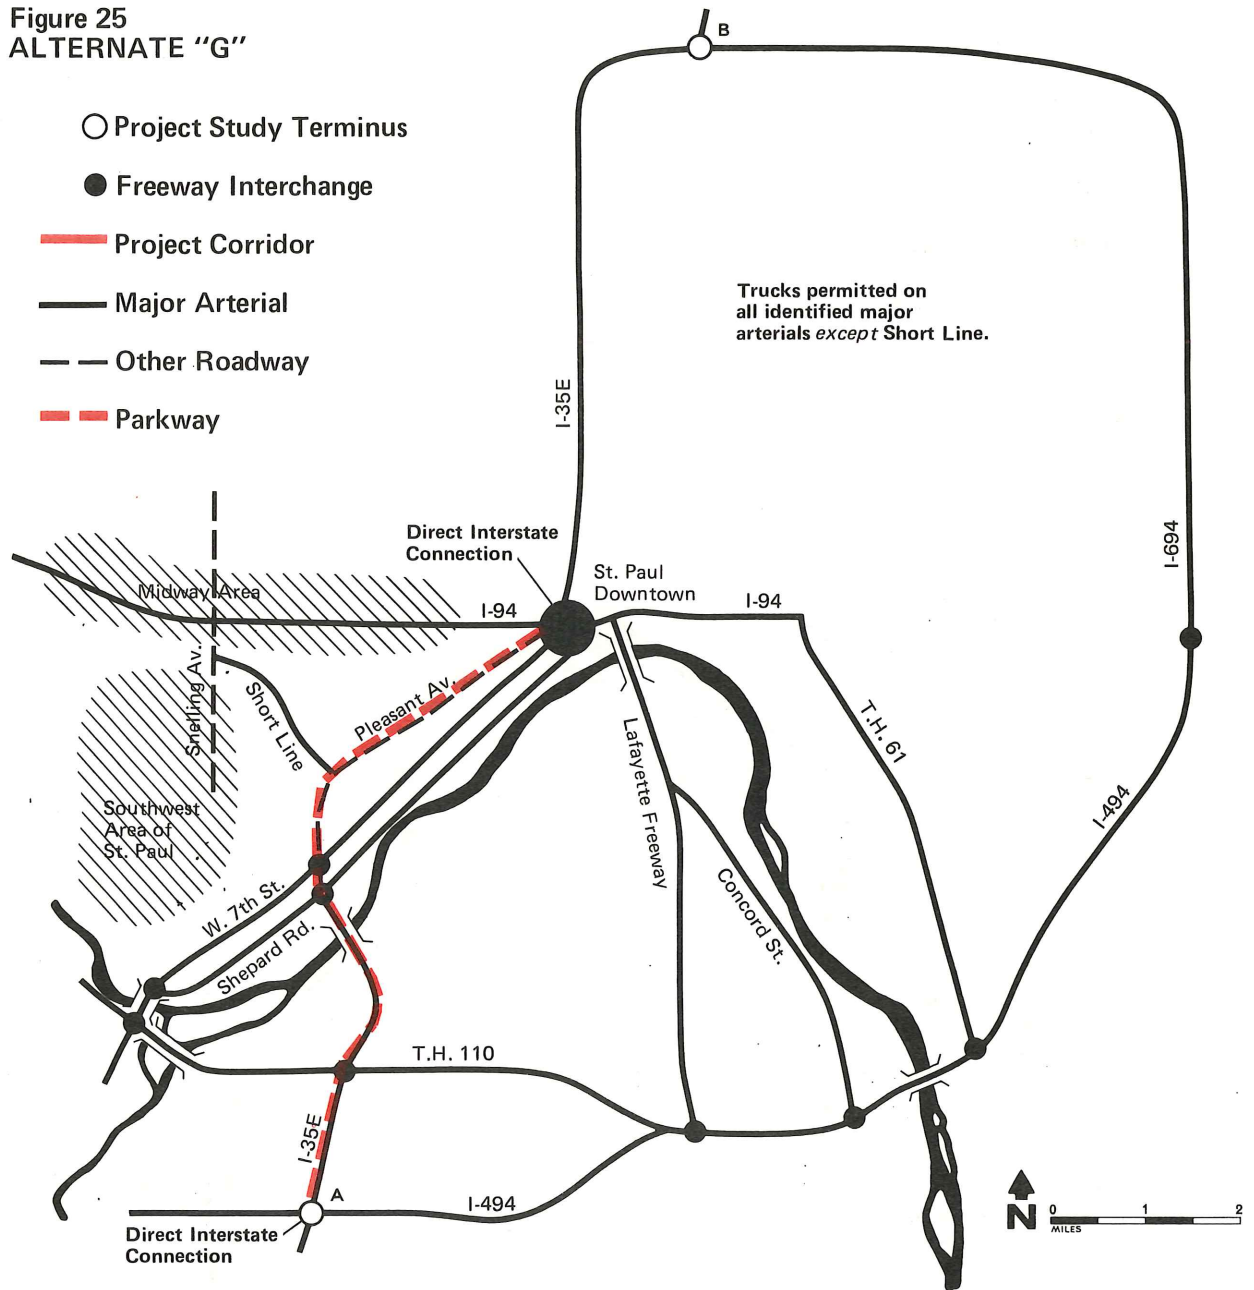 Figure 25
ALTERNATE "G"
Project Study Terminus
Freeway Interchange
Project Corridor
Major Arterial
Other Roadway
Parkway
B
Trucks permitted on
all identified major
arterials except Short Line.
I-35E
I-694
Direct Interstate
Connection
St. Paul
Downtown
Midway Area
I-94
I-94
Snelling Av.
Short Line
Pleasant Av.
Lafayette Freeway
T.H. 61
I-494
Southwest
Area of
St. Paul
W. 7th St.
Shepard Rd.
Concord St.
T.H. 110
I-35E
A
I-494
Direct Interstate
Connection
N
0 1 2
MILES